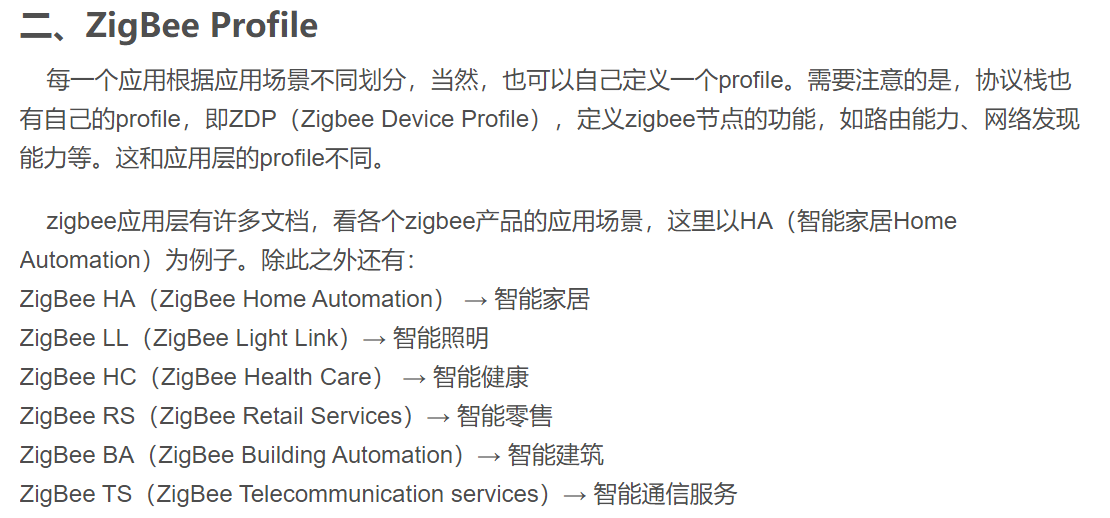 二、ZigBee Profile
每一个应用根据应用场景不同划分，当然，也可以自己定义一个profile。需要注意的是，协议栈也
有自己的profile，即ZDP（Zigbee Device Profile），定义zigbee节点的功能，如路由能力、网络发现
能力等。这和应用层的profile不同。
zigbee应用层有许多文档，看各个zigbee产品的应用场景，这里以HA（智能家居Home
Automation）为例子。除此之外还有：
ZigBee HA（ZigBee Home Automation） → 智能家居
ZigBee LL（ZigBee Light Link）→ 智能照明
ZigBee HC（ZigBee Health Care） → 智能健康
ZigBee RS（ZigBee Retail Services）→ 智能零售
ZigBee BA（ZigBee Building Automation）→ 智能建筑
ZigBee TS（ZigBee Telecommunication services）→ 智能通信服务